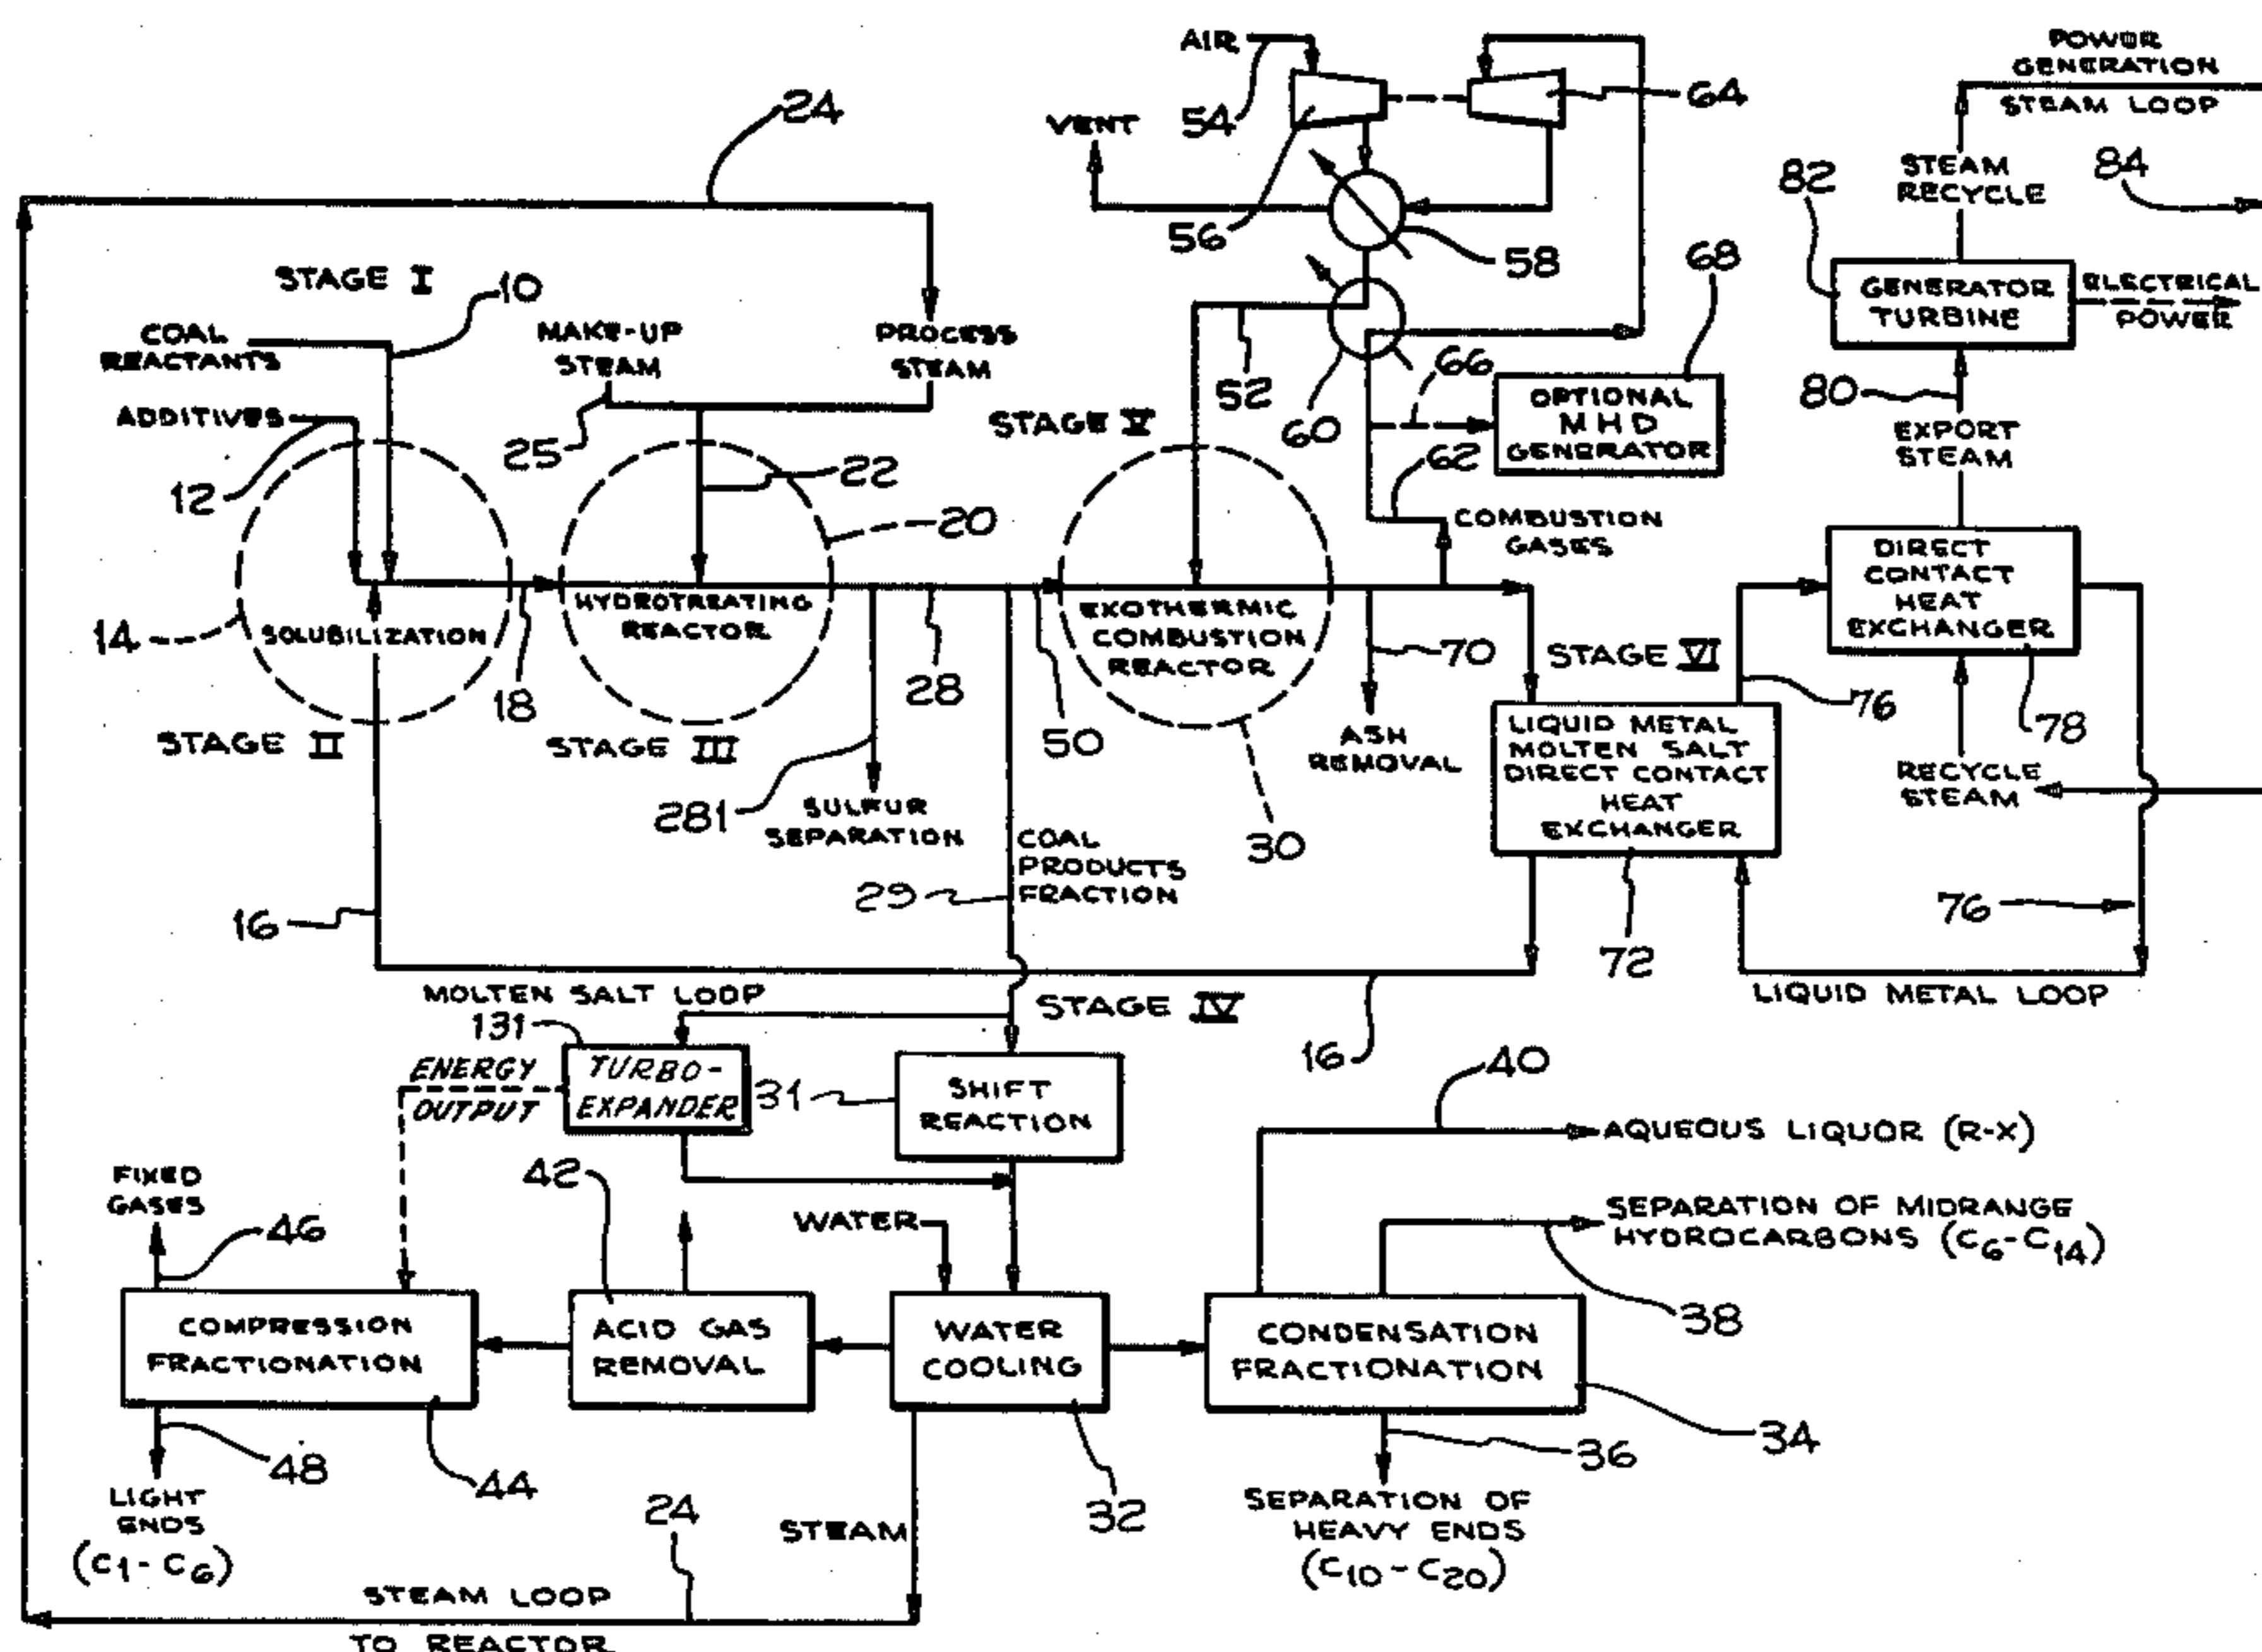 AIR
54
56
64
POWER
GENERATION
STEAM LOOP
VENT
58
STEAM
RECYCLE
82
84
24
STAGE I
10
COAL
REACTANTS
MAKE-UP
STEAM
PROCESS
STEAM
ADDITIVES
12
25
22
20
STAGE V
52
60
66
68
OPTIONAL
MHD
GENERATOR
62
COMBUSTION
GASES
GENERATOR
TURBINE
ELECTRICAL
POWER
80
EXPORT
STEAM
14
SOLUBILIZATION
18
STAGE II
HYDROTREATING
REACTOR
STAGE III
28
281
SULFUR
SEPARATION
50
EXOTHERMIC
COMBUSTION
REACTOR
30
70
ASH
REMOVAL
STAGE VI
LIQUID METAL
MOLTEN SALT
DIRECT CONTACT
HEAT
EXCHANGER
72
76
DIRECT
CONTACT
HEAT
EXCHANGER
78
RECYCLE
STEAM
76
LIQUID METAL LOOP
COAL
PRODUCTS
FRACTION
29
16
MOLTEN SALT LOOP
STAGE IV
16
131
ENERGY
OUTPUT
TURBO-
EXPANDER
31
SHIFT
REACTION
40
AQUEOUS LIQUOR (R-X)
SEPARATION OF MIDRANGE
HYDROCARBONS (C6-C14)
38
FIXED
GASES
46
42
WATER
COMPRESSION
FRACTIONATION
ACID GAS
REMOVAL
WATER
COOLING
CONDENSATION
FRACTIONATION
34
48
44
32
36
LIGHT
ENDS
(C1-C6)
24
STEAM
SEPARATION OF
HEAVY ENDS
(C10-C20)
STEAM LOOP
TO REACTOR